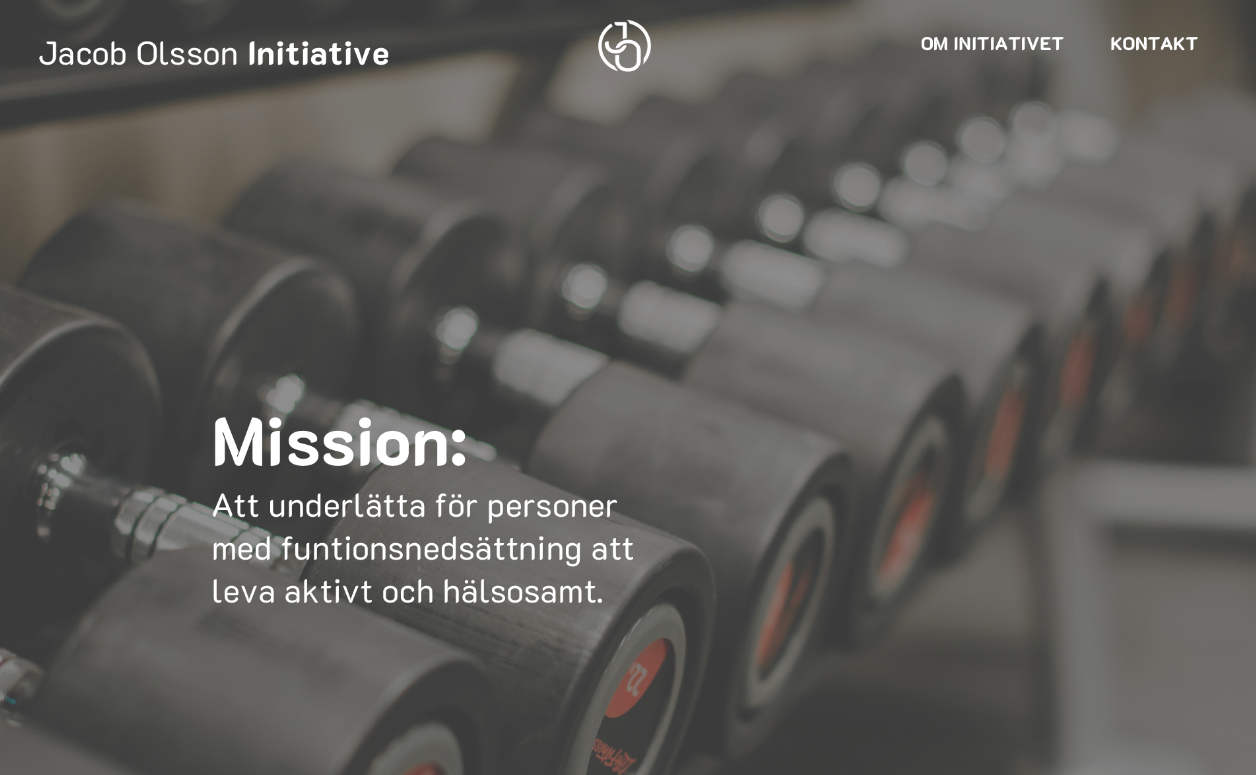 Jacob Olsson Initiative
OM INITIATIVET
KONTAKT
Mission:
Att underlätta för personer
med funtionsnedsättning att
leva aktivt och hälsosamt.